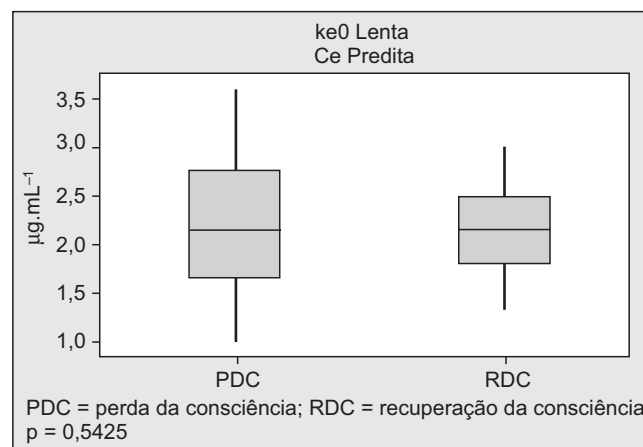 ke0 Lenta
Ce Predita
µg.mL⁻¹
3,5
3,0
2,5
2,0
1,5
1,0
PDC RDC
PDC = perda da consciência; RDC = recuperação da consciência
p = 0,5425